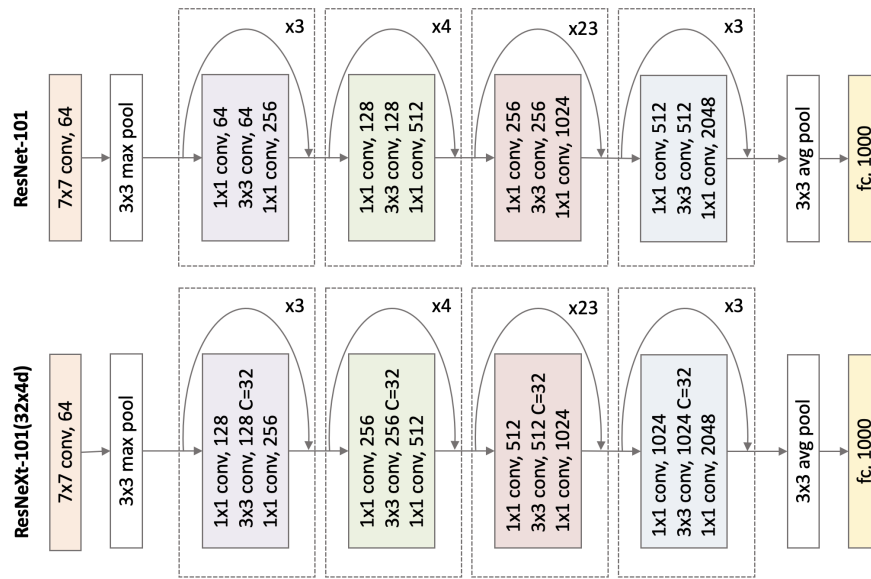 ResNet-101
7x7 conv, 64
3x3 max pool
x3
1x1 conv, 64
3x3 conv, 64
1x1 conv, 256
x4
1x1 conv, 128
3x3 conv, 128
1x1 conv, 512
x23
1x1 conv, 256
3x3 conv, 256
1x1 conv, 1024
x3
1x1 conv, 512
3x3 conv, 512
1x1 conv, 2048
3x3 avg pool
fc. 1000
ResNeXt-101(32x4d)
7x7 conv, 64
3x3 max pool
x3
1x1 conv, 128
3x3 conv, 128 C=32
1x1 conv, 256
x4
1x1 conv, 256
3x3 conv, 256 C=32
1x1 conv, 512
x23
1x1 conv, 512
3x3 conv, 512 C=32
1x1 conv, 1024
x3
1x1 conv, 1024
3x3 conv, 1024 C=32
1x1 conv, 2048
3x3 avg pool
fc. 1000